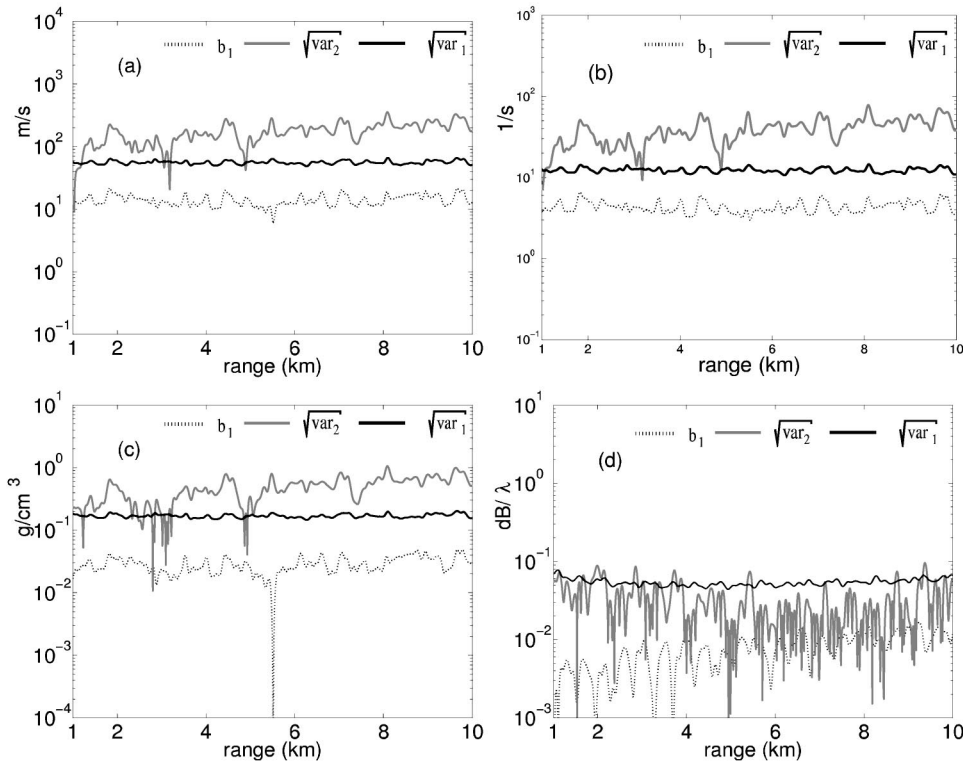 (a)
b₁ √var₂ √var₁
m/s
10⁴
10³
10²
10¹
10⁰
10⁻¹
1 2 4 6 8 10
range (km)
(b)
b₁ √var₂ √var₁
1/s
10³
10²
10¹
10⁰
10⁻¹
1 2 4 6 8 10
range (km)
(c)
b₁ √var₂ √var₁
g/cm³
10¹
10⁰
10⁻¹
10⁻²
10⁻³
10⁻⁴
1 2 4 6 8 10
range (km)
(d)
b₁ √var₂ √var₁
dB/ λ
10¹
10⁰
10⁻¹
10⁻²
10⁻³
1 2 4 6 8 10
range (km)